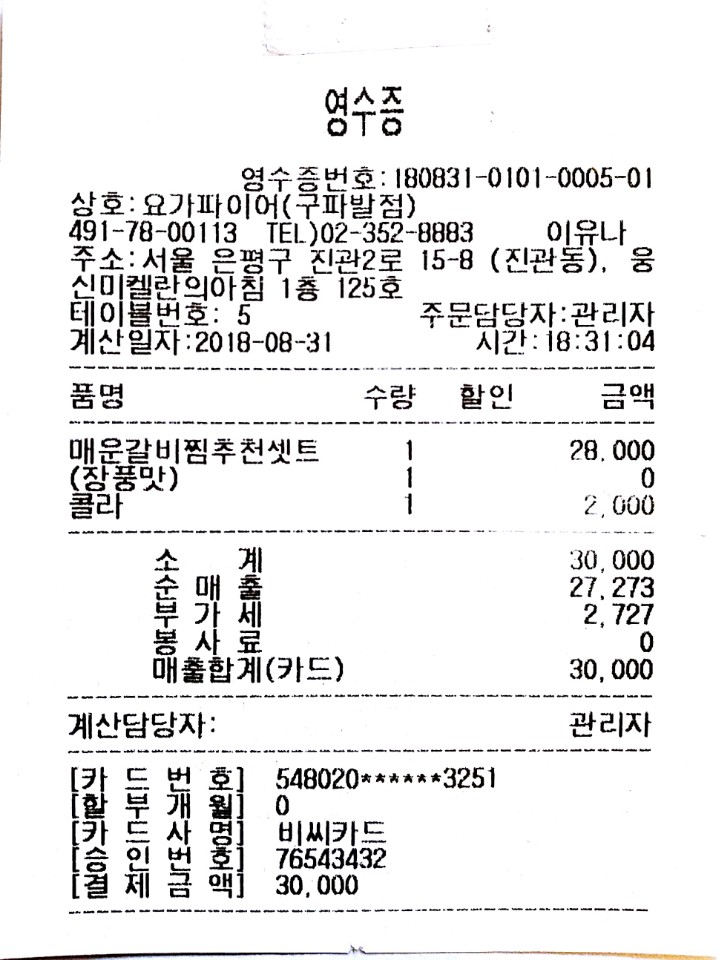 영수증
영수증번호:180831-0101-0005-01
상호:요가파이어(구파발점)
491-78-00113 TEL)02-352-8883 이유나
주소:서울 은평구 진관2로 15-8 (진관동), 웅
신미켈란의아침 1층 125호
테이블번호: 5 주문담당자:관리자
계산일자:2018-08-31 시간:18:31:04
품명 수량 할인 금액
매운갈비찜추천셋트 1 28,000
(장풍맛) 1 0
콜라 1 2,000
소 계 30,000
순 매 출 27,273
부 가 세 2,727
봉 사 료 0
매출합계(카드) 30,000
계산담당자: 관리자
[카 드 번 호] 548020******3251
[할 부 개 월] 0
[카 드 사 명] 비씨카드
[승 인 번 호] 76543432
[결 제 금 액] 30,000